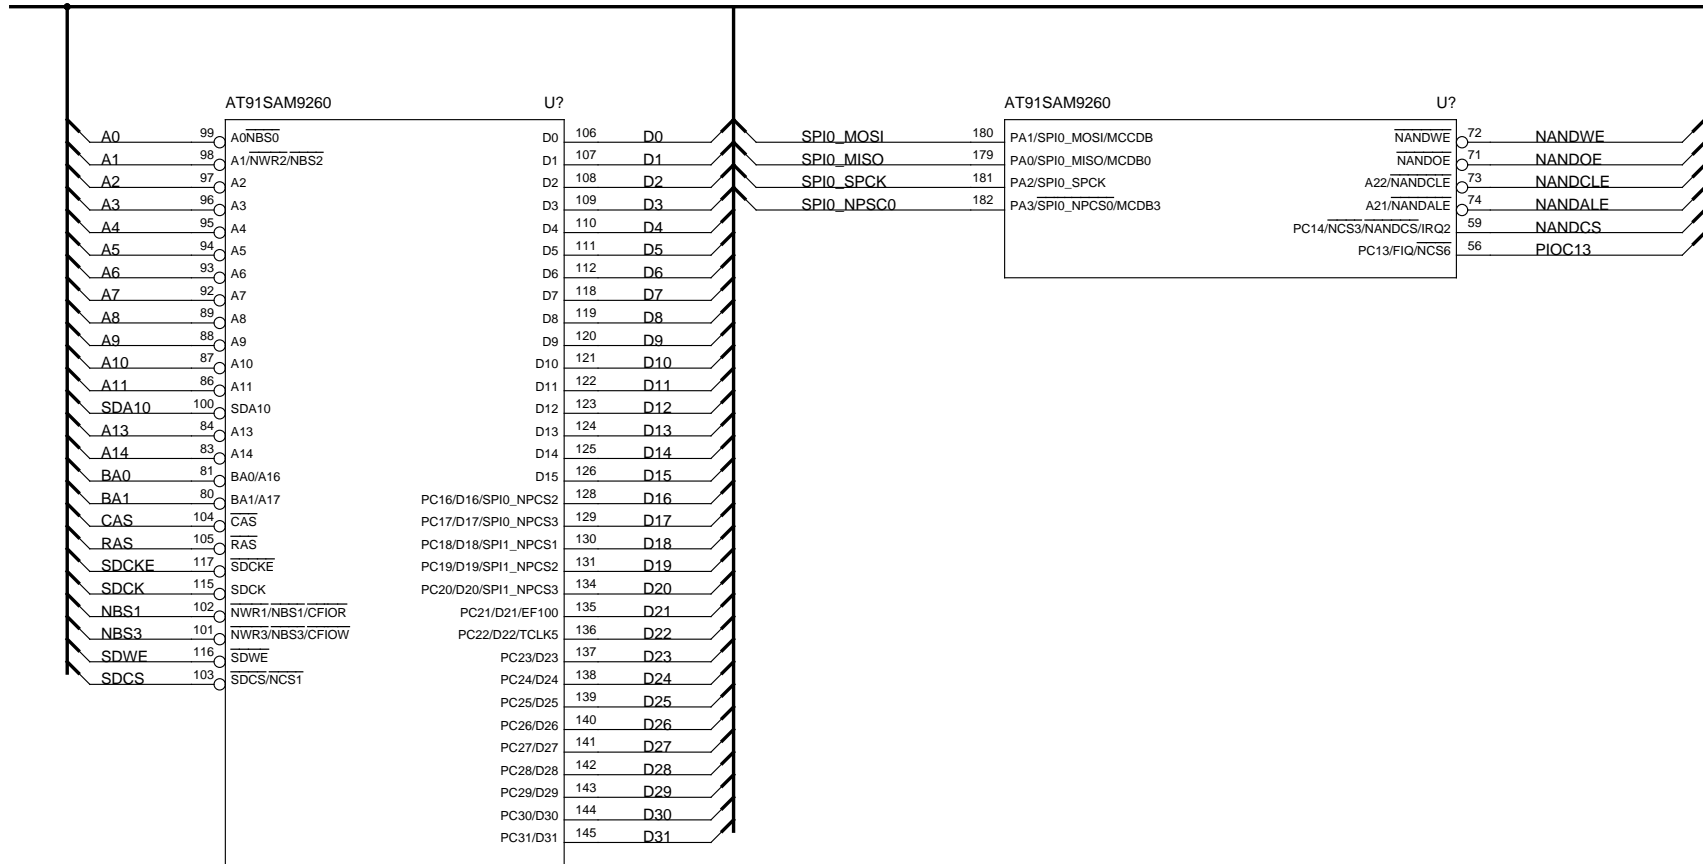 AT91SAM9260 U?
A0 99 A0NBS0 D0 106 D0
A1 98 A1/NWR2/NBS2 D1 107 D1
A2 97 A2 D2 108 D2
A3 96 A3 D3 109 D3
A4 95 A4 D4 110 D4
A5 94 A5 D5 111 D5
A6 93 A6 D6 112 D6
A7 92 A7 D7 118 D7
A8 89 A8 D8 119 D8
A9 88 A9 D9 120 D9
A10 87 A10 D10 121 D10
A11 86 A11 D11 122 D11
SDA10 100 SDA10 D12 123 D12
A13 84 A13 D13 124 D13
A14 83 A14 D14 125 D14
BA0 81 BA0/A16 D15 126 D15
BA1 80 BA1/A17 PC16/D16/SPI0_NPCS2 128 D16
CAS 104 CAS PC17/D17/SPI0_NPCS3 129 D17
RAS 105 RAS PC18/D18/SPI1_NPCS1 130 D18
SDCKE 117 SDCKE PC19/D19/SPI1_NPCS2 131 D19
SDCK 115 SDCK PC20/D20/SPI1_NPCS3 134 D20
NBS1 102 NWR1/NBS1/CFIOR PC21/D21/EF100 135 D21
NBS3 101 NWR3/NBS3/CFIOW PC22/D22/TCLK5 136 D22
SDWE 116 SDWE PC23/D23 137 D23
SDCS 103 SDCS/NCS1 PC24/D24 138 D24
PC25/D25 139 D25
PC26/D26 140 D26
PC27/D27 141 D27
PC28/D28 142 D28
PC29/D29 143 D29
PC30/D30 144 D30
PC31/D31 145 D31
AT91SAM9260 U?
SPI0_MOSI 180 PA1/SPI0_MOSI/MCCDB NANDWE 72 NANDWE
SPI0_MISO 179 PA0/SPI0_MISO/MCDB0 NANDOE 71 NANDOE
SPI0_SPCK 181 PA2/SPI0_SPCK A22/NANDCLE 73 NANDCLE
SPI0_NPSC0 182 PA3/SPI0_NPCS0/MCDB3 A21/NANDALE 74 NANDALE
PC14/NCS3/NANDCS/IRQ2 59 NANDCS
PC13/FIQ/NCS6 56 PIOC13